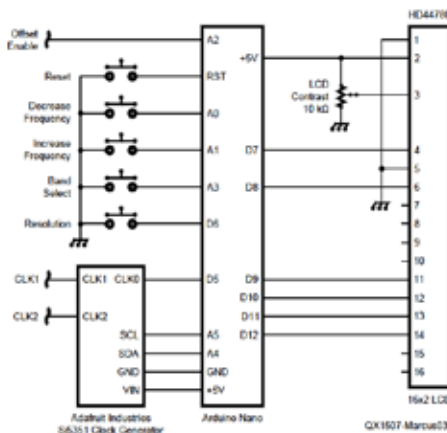 HD44780
Offset
Enable
A2
1
+5V
2
Reset
RST
LCD
Contrast
10 kΩ
3
Decrease
Frequency
A0
Increase
Frequency
A1
D7
4
5
Band
Select
A3
D8
6
7
Resolution
D6
8
9
10
CLK1
CLK1
CLK0
D5
D9
11
D10
12
CLK2
CLK2
D11
13
SCL
A5
D12
14
SDA
A4
15
GND
GND
16
VIN
+5V
16x2 LCD
Adafruit Industries
Si5351 Clock Generator
Arduino Nano